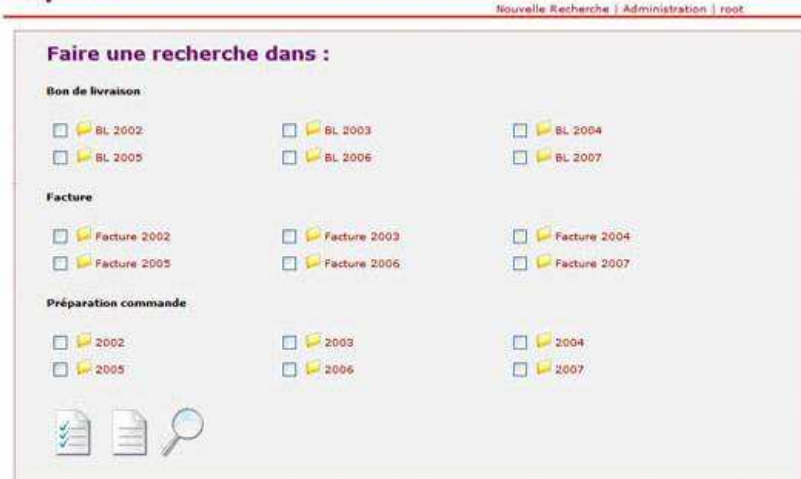 Nouvelle Recherche | Administration | root
Faire une recherche dans :
Bon de livraison
BL 2002 BL 2003 BL 2004
BL 2005 BL 2006 BL 2007
Facture
Facture 2002 Facture 2003 Facture 2004
Facture 2005 Facture 2006 Facture 2007
Préparation commande
2002 2003 2004
2005 2006 2007